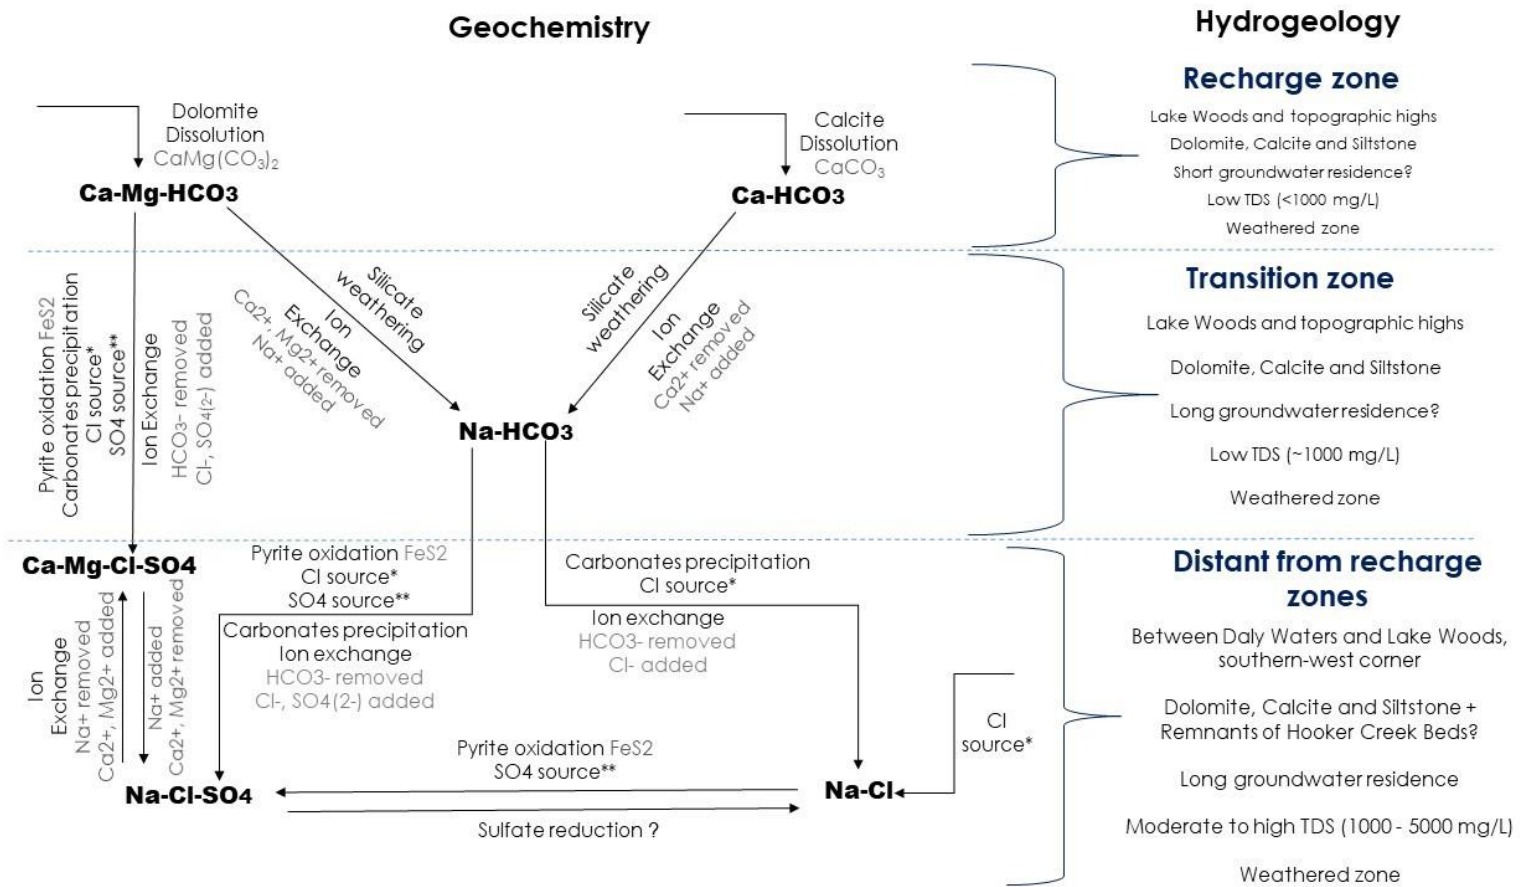 Geochemistry
Hydrogeology
Dolomite
Dissolution
CaMg(CO3)2
Ca-Mg-HCO3
Calcite
Dissolution
CaCO3
Ca-HCO3
Recharge zone
Lake Woods and topographic highs
Dolomite, Calcite and Siltstone
Short groundwater residence?
Low TDS (<1000 mg/L)
Weathered zone
Pyrite oxidation FeS2
Carbonates precipitation
Cl source*
SO4 source**
Ion Exchange
HCO3- removed
Cl-, SO4(2-) added
Silicate
weathering
Ion
Exchange
Ca2+, Mg2+ removed
Na+ added
Silicate
weathering
Ion
Exchange
Ca2+ removed
Na+ added
Na-HCO3
Transition zone
Lake Woods and topographic highs
Dolomite, Calcite and Siltstone
Long groundwater residence?
Low TDS (~1000 mg/L)
Weathered zone
Ca-Mg-Cl-SO4
Ion
Exchange
Na+ removed
Ca2+, Mg2+ added
Na+ added
Ca2+, Mg2+ removed
Pyrite oxidation FeS2
Cl source*
SO4 source**
Carbonates precipitation
Ion exchange
HCO3- removed
Cl-, SO4(2-) added
Carbonates precipitation
Cl source*
Ion exchange
HCO3- removed
Cl- added
Cl
source*
Pyrite oxidation FeS2
SO4 source**
Na-Cl-SO4
Na-Cl
Sulfate reduction ?
Distant from recharge
zones
Between Daly Waters and Lake Woods,
southern-west corner
Dolomite, Calcite and Siltstone +
Remnants of Hooker Creek Beds?
Long groundwater residence
Moderate to high TDS (1000 - 5000 mg/L)
Weathered zone